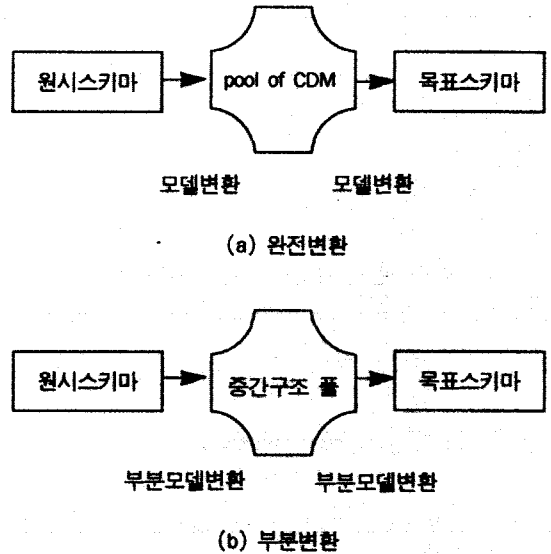 원시스키마 pool of CDM 목표스키마
모델변환 모델변환
(a) 완전변환
원시스키마 중간구조 풀 목표스키마
부분모델변환 부분모델변환
(b) 부분변환